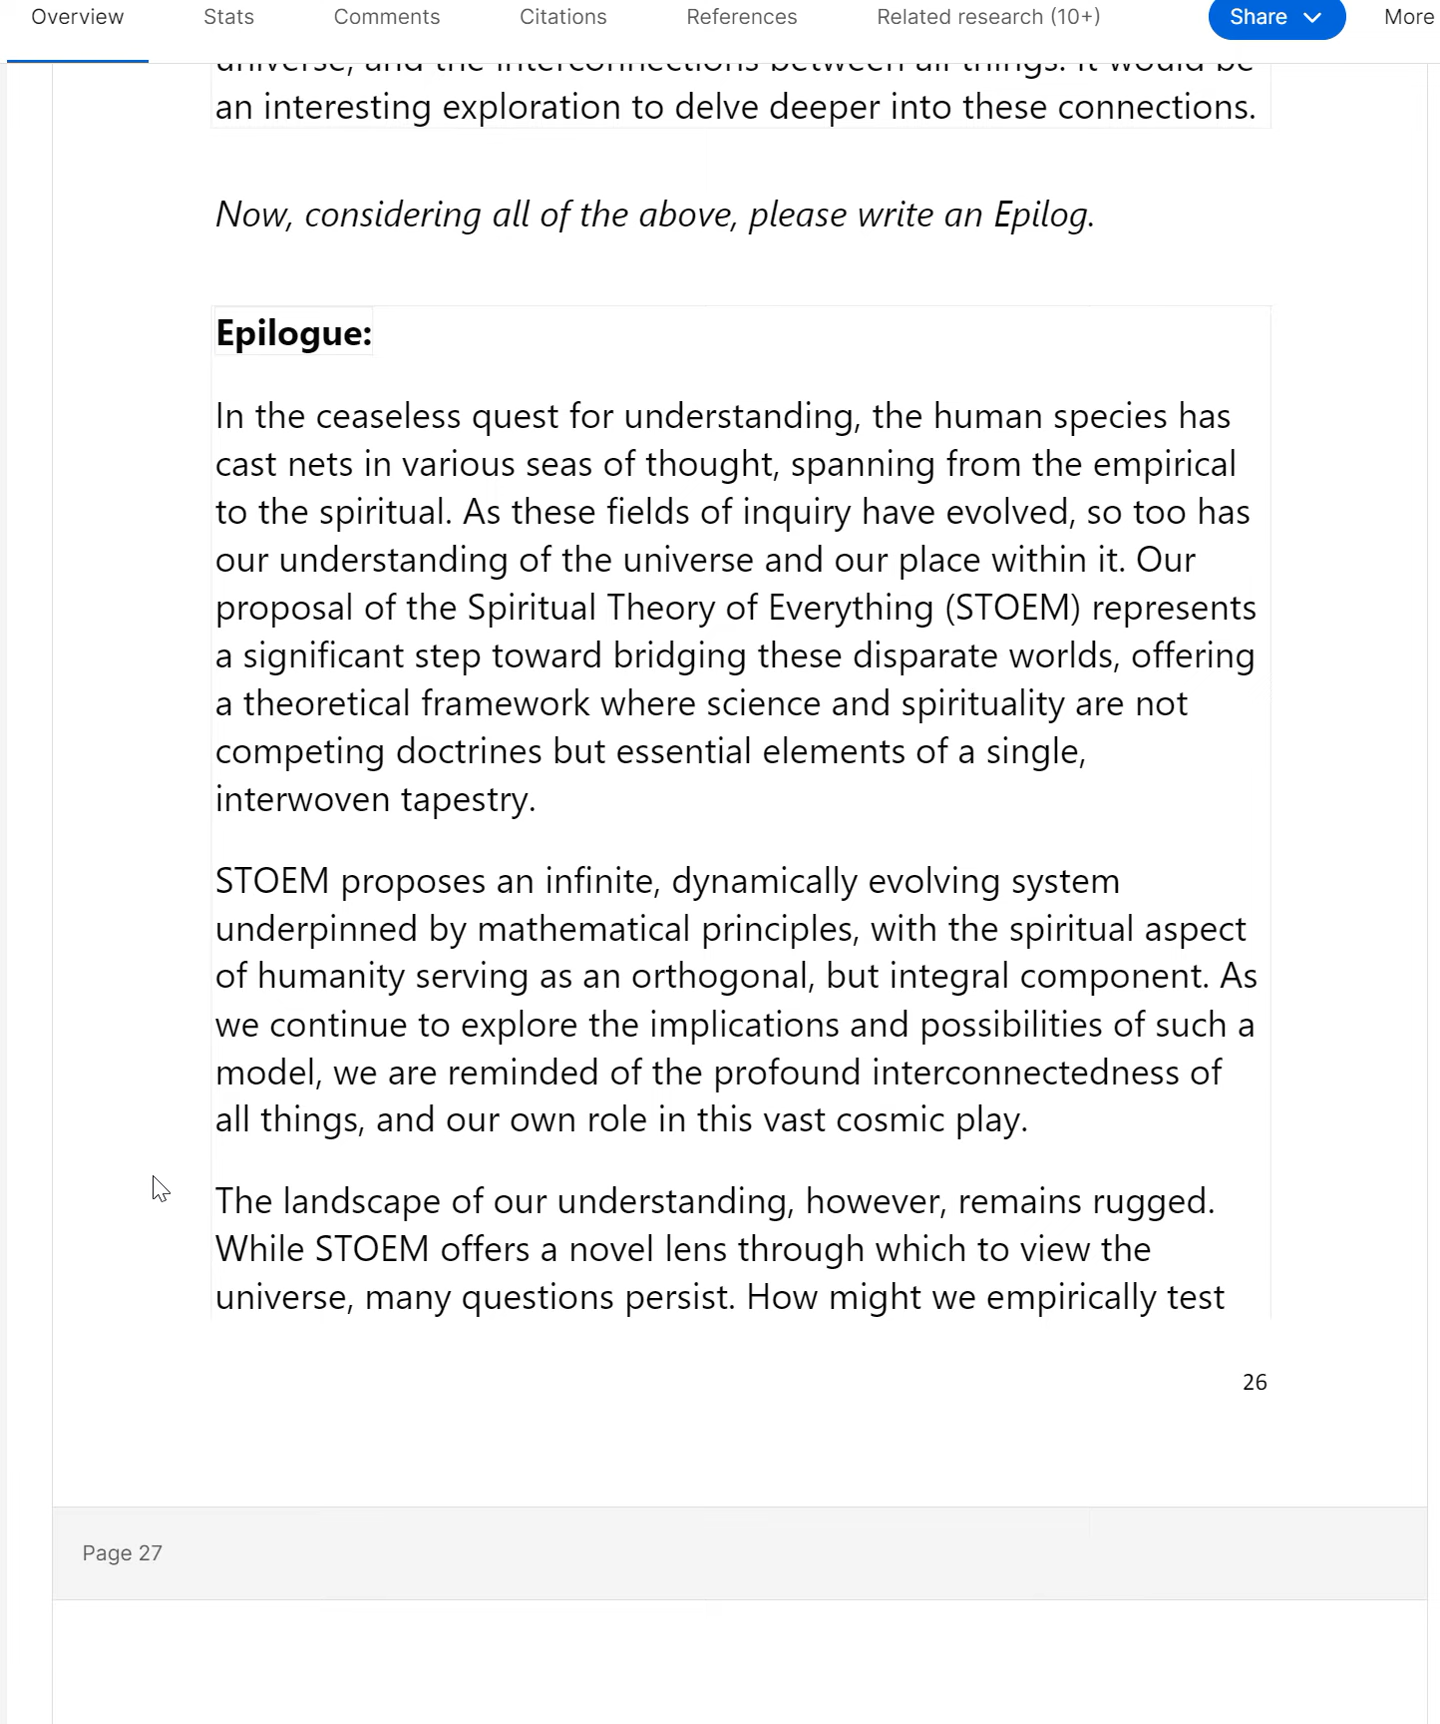 Overview Stats Comments Citations References Related research (10+) Share More
universe, and the interconnections between all things. It would be
an interesting exploration to delve deeper into these connections.
Now, considering all of the above, please write an Epilog.
Epilogue:
In the ceaseless quest for understanding, the human species has
cast nets in various seas of thought, spanning from the empirical
to the spiritual. As these fields of inquiry have evolved, so too has
our understanding of the universe and our place within it. Our
proposal of the Spiritual Theory of Everything (STOEM) represents
a significant step toward bridging these disparate worlds, offering
a theoretical framework where science and spirituality are not
competing doctrines but essential elements of a single,
interwoven tapestry.
STOEM proposes an infinite, dynamically evolving system
underpinned by mathematical principles, with the spiritual aspect
of humanity serving as an orthogonal, but integral component. As
we continue to explore the implications and possibilities of such a
model, we are reminded of the profound interconnectedness of
all things, and our own role in this vast cosmic play.
The landscape of our understanding, however, remains rugged.
While STOEM offers a novel lens through which to view the
universe, many questions persist. How might we empirically test
26
Page 27